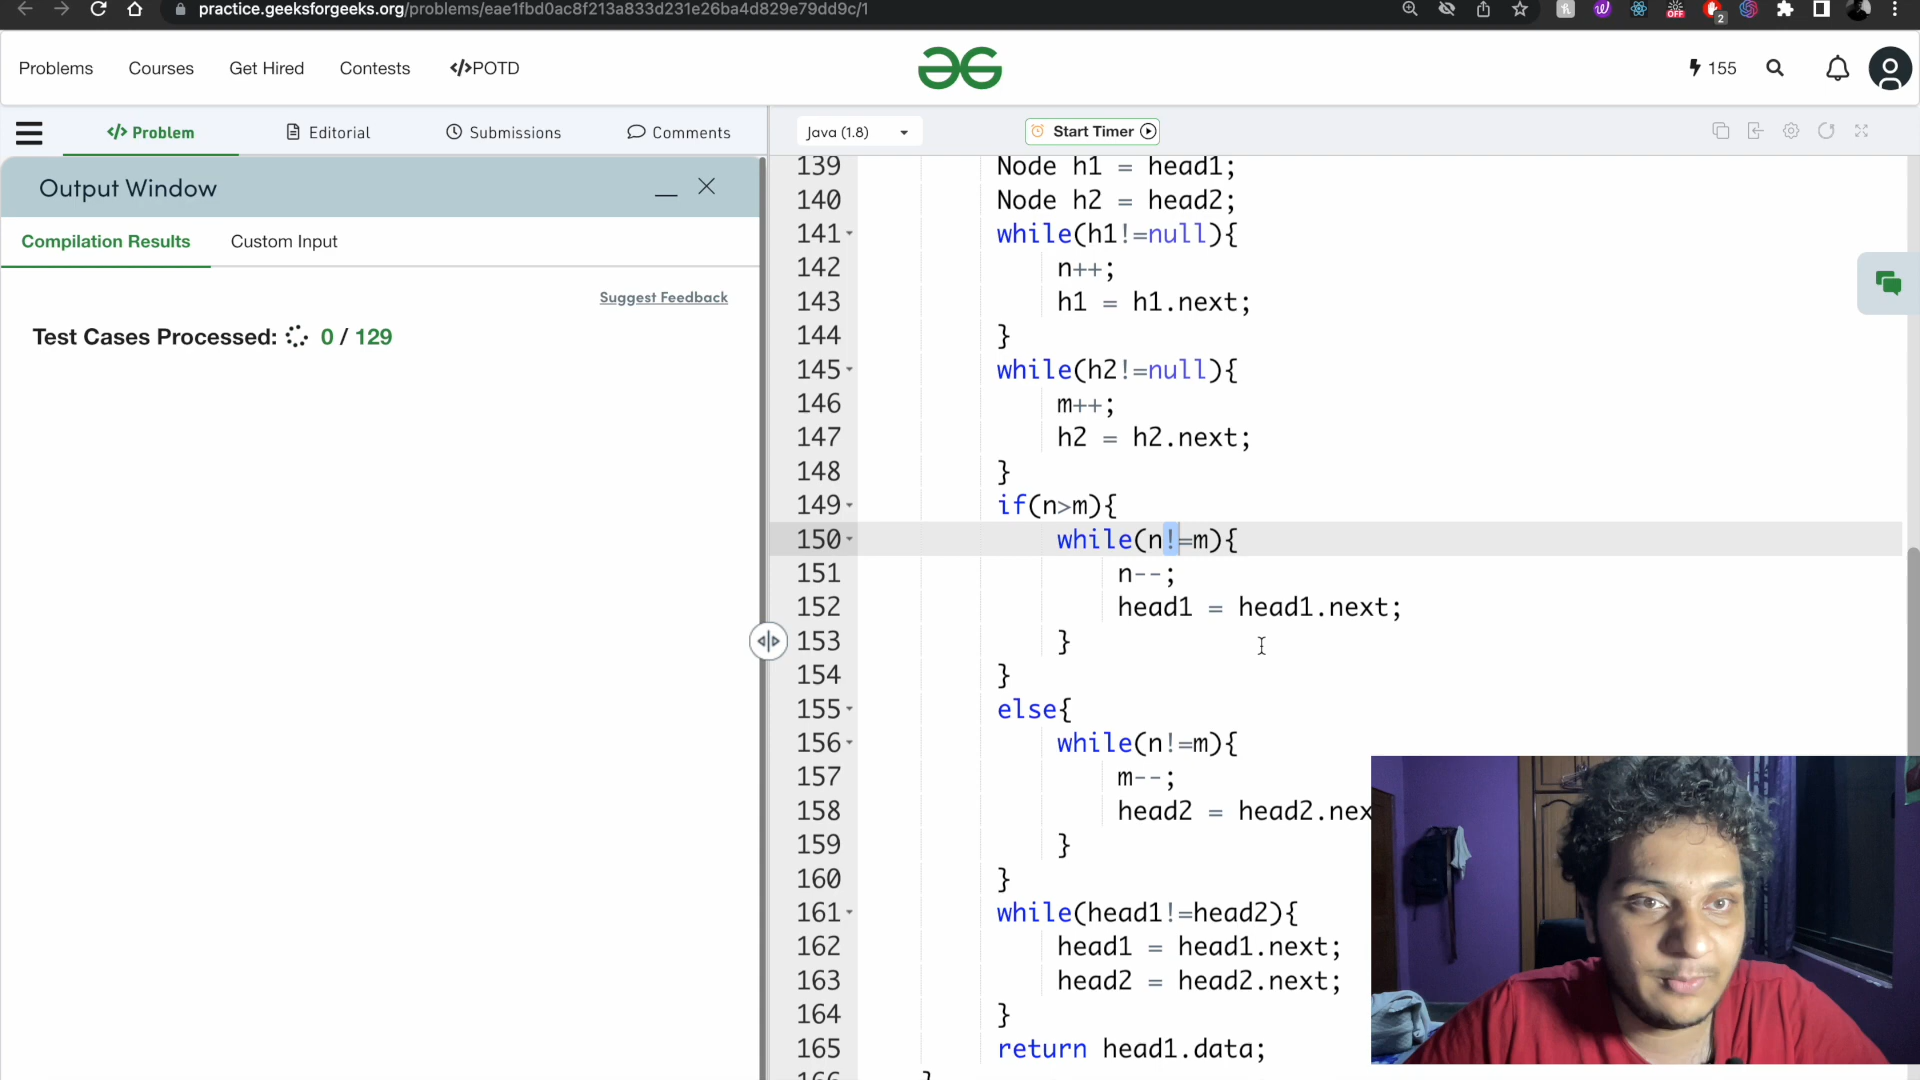 practice.geeksforgeeks.org/problems/eae1fbd0ac8f213a833d231e26ba4d829e79dd9c/1
OFF
2
Problems Courses Get Hired Contests </>POTD
155
</> Problem Editorial Submissions Comments
Java (1.8)
Start Timer
Output Window
Compilation Results Custom Input
Suggest Feedback
Test Cases Processed: 0 / 129
139 Node h1 = head1;
140 Node h2 = head2;
141 while(h1!=null){
142 n++;
143 h1 = h1.next;
144 }
145 while(h2!=null){
146 m++;
147 h2 = h2.next;
148 }
149 if(n>m){
150 while(n!=m){
151 n--;
152 head1 = head1.next;
153 }
154 }
155 else{
156 while(n!=m){
157 m--;
158 head2 = head2.nex
159 }
160 }
161 while(head1!=head2){
162 head1 = head1.next;
163 head2 = head2.next;
164 }
165 return head1.data;